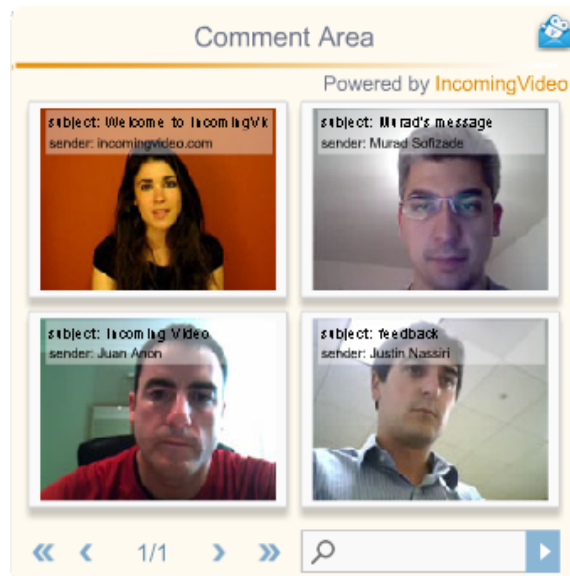 Comment Area
Powered by IncomingVideo
subject: Welcome to IncomingVi
sender: incomingvideo.com
subject: Murad's message
sender: Murad Sofizade
subject: Incoming Video
sender: Juan Anon
subject: feedback
sender: Justin Nassiri
1/1